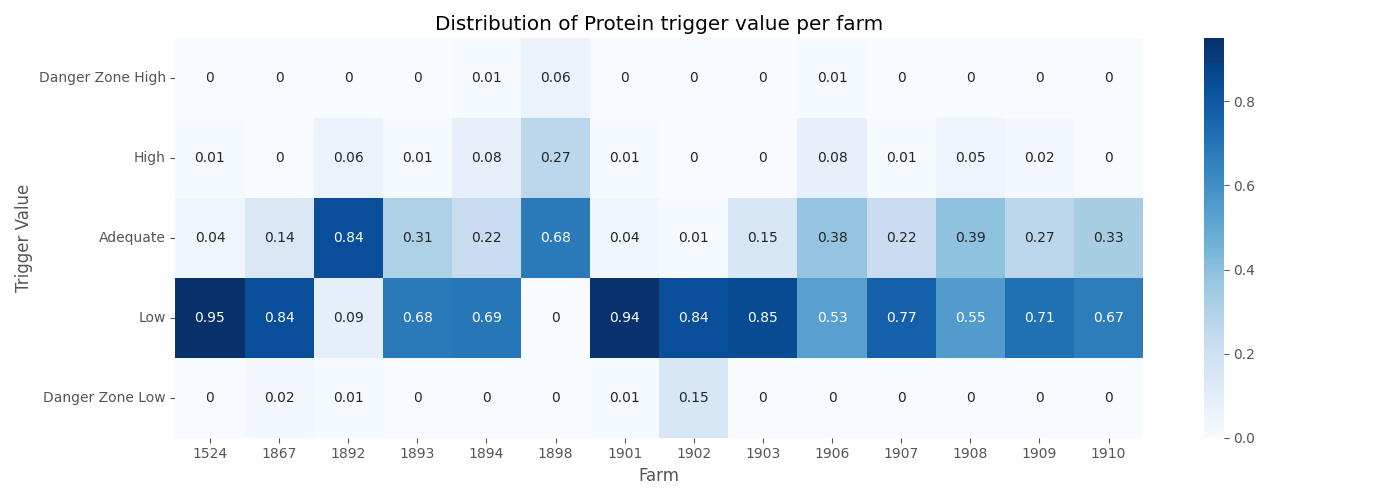 Distribution of Protein trigger value per farm
Danger Zone High 0 0 0 0 0.01 0.06 0 0 0 0.01 0 0 0 0
0.8
High 0.01 0 0.06 0.01 0.08 0.27 0.01 0 0 0.08 0.01 0.05 0.02 0
0.6
Trigger Value
Adequate 0.04 0.14 0.84 0.31 0.22 0.68 0.04 0.01 0.15 0.38 0.22 0.39 0.27 0.33
0.4
Low 0.95 0.84 0.09 0.68 0.69 0 0.94 0.84 0.85 0.53 0.77 0.55 0.71 0.67
0.2
Danger Zone Low 0 0.02 0.01 0 0 0 0.01 0.15 0 0 0 0 0 0
0.0
1524 1867 1892 1893 1894 1898 1901 1902 1903 1906 1907 1908 1909 1910
Farm